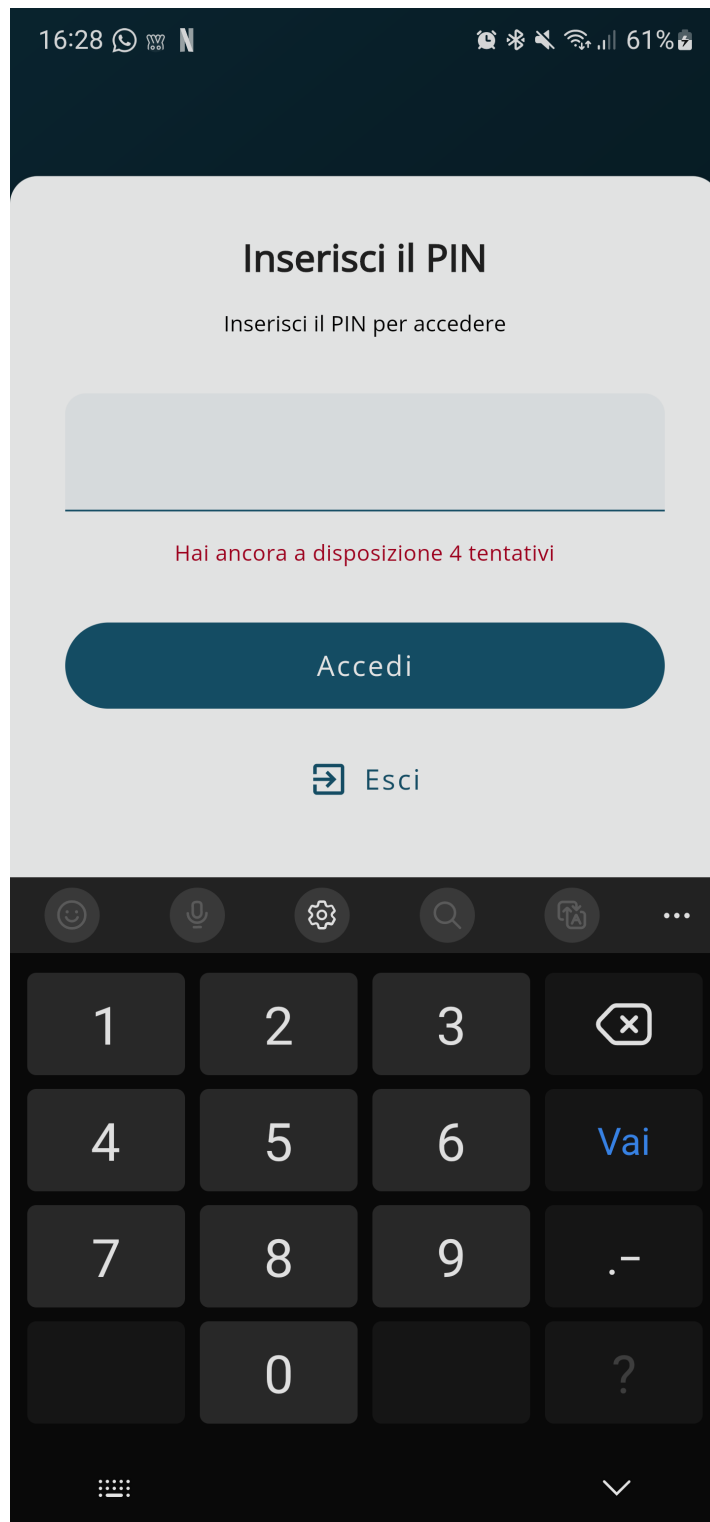 16:28 61%
Inserisci il PIN
Inserisci il PIN per accedere
Hai ancora a disposizione 4 tentativi
Accedi
Esci
1 2 3
4 5 6 Vai
7 8 9 .-
0 ?